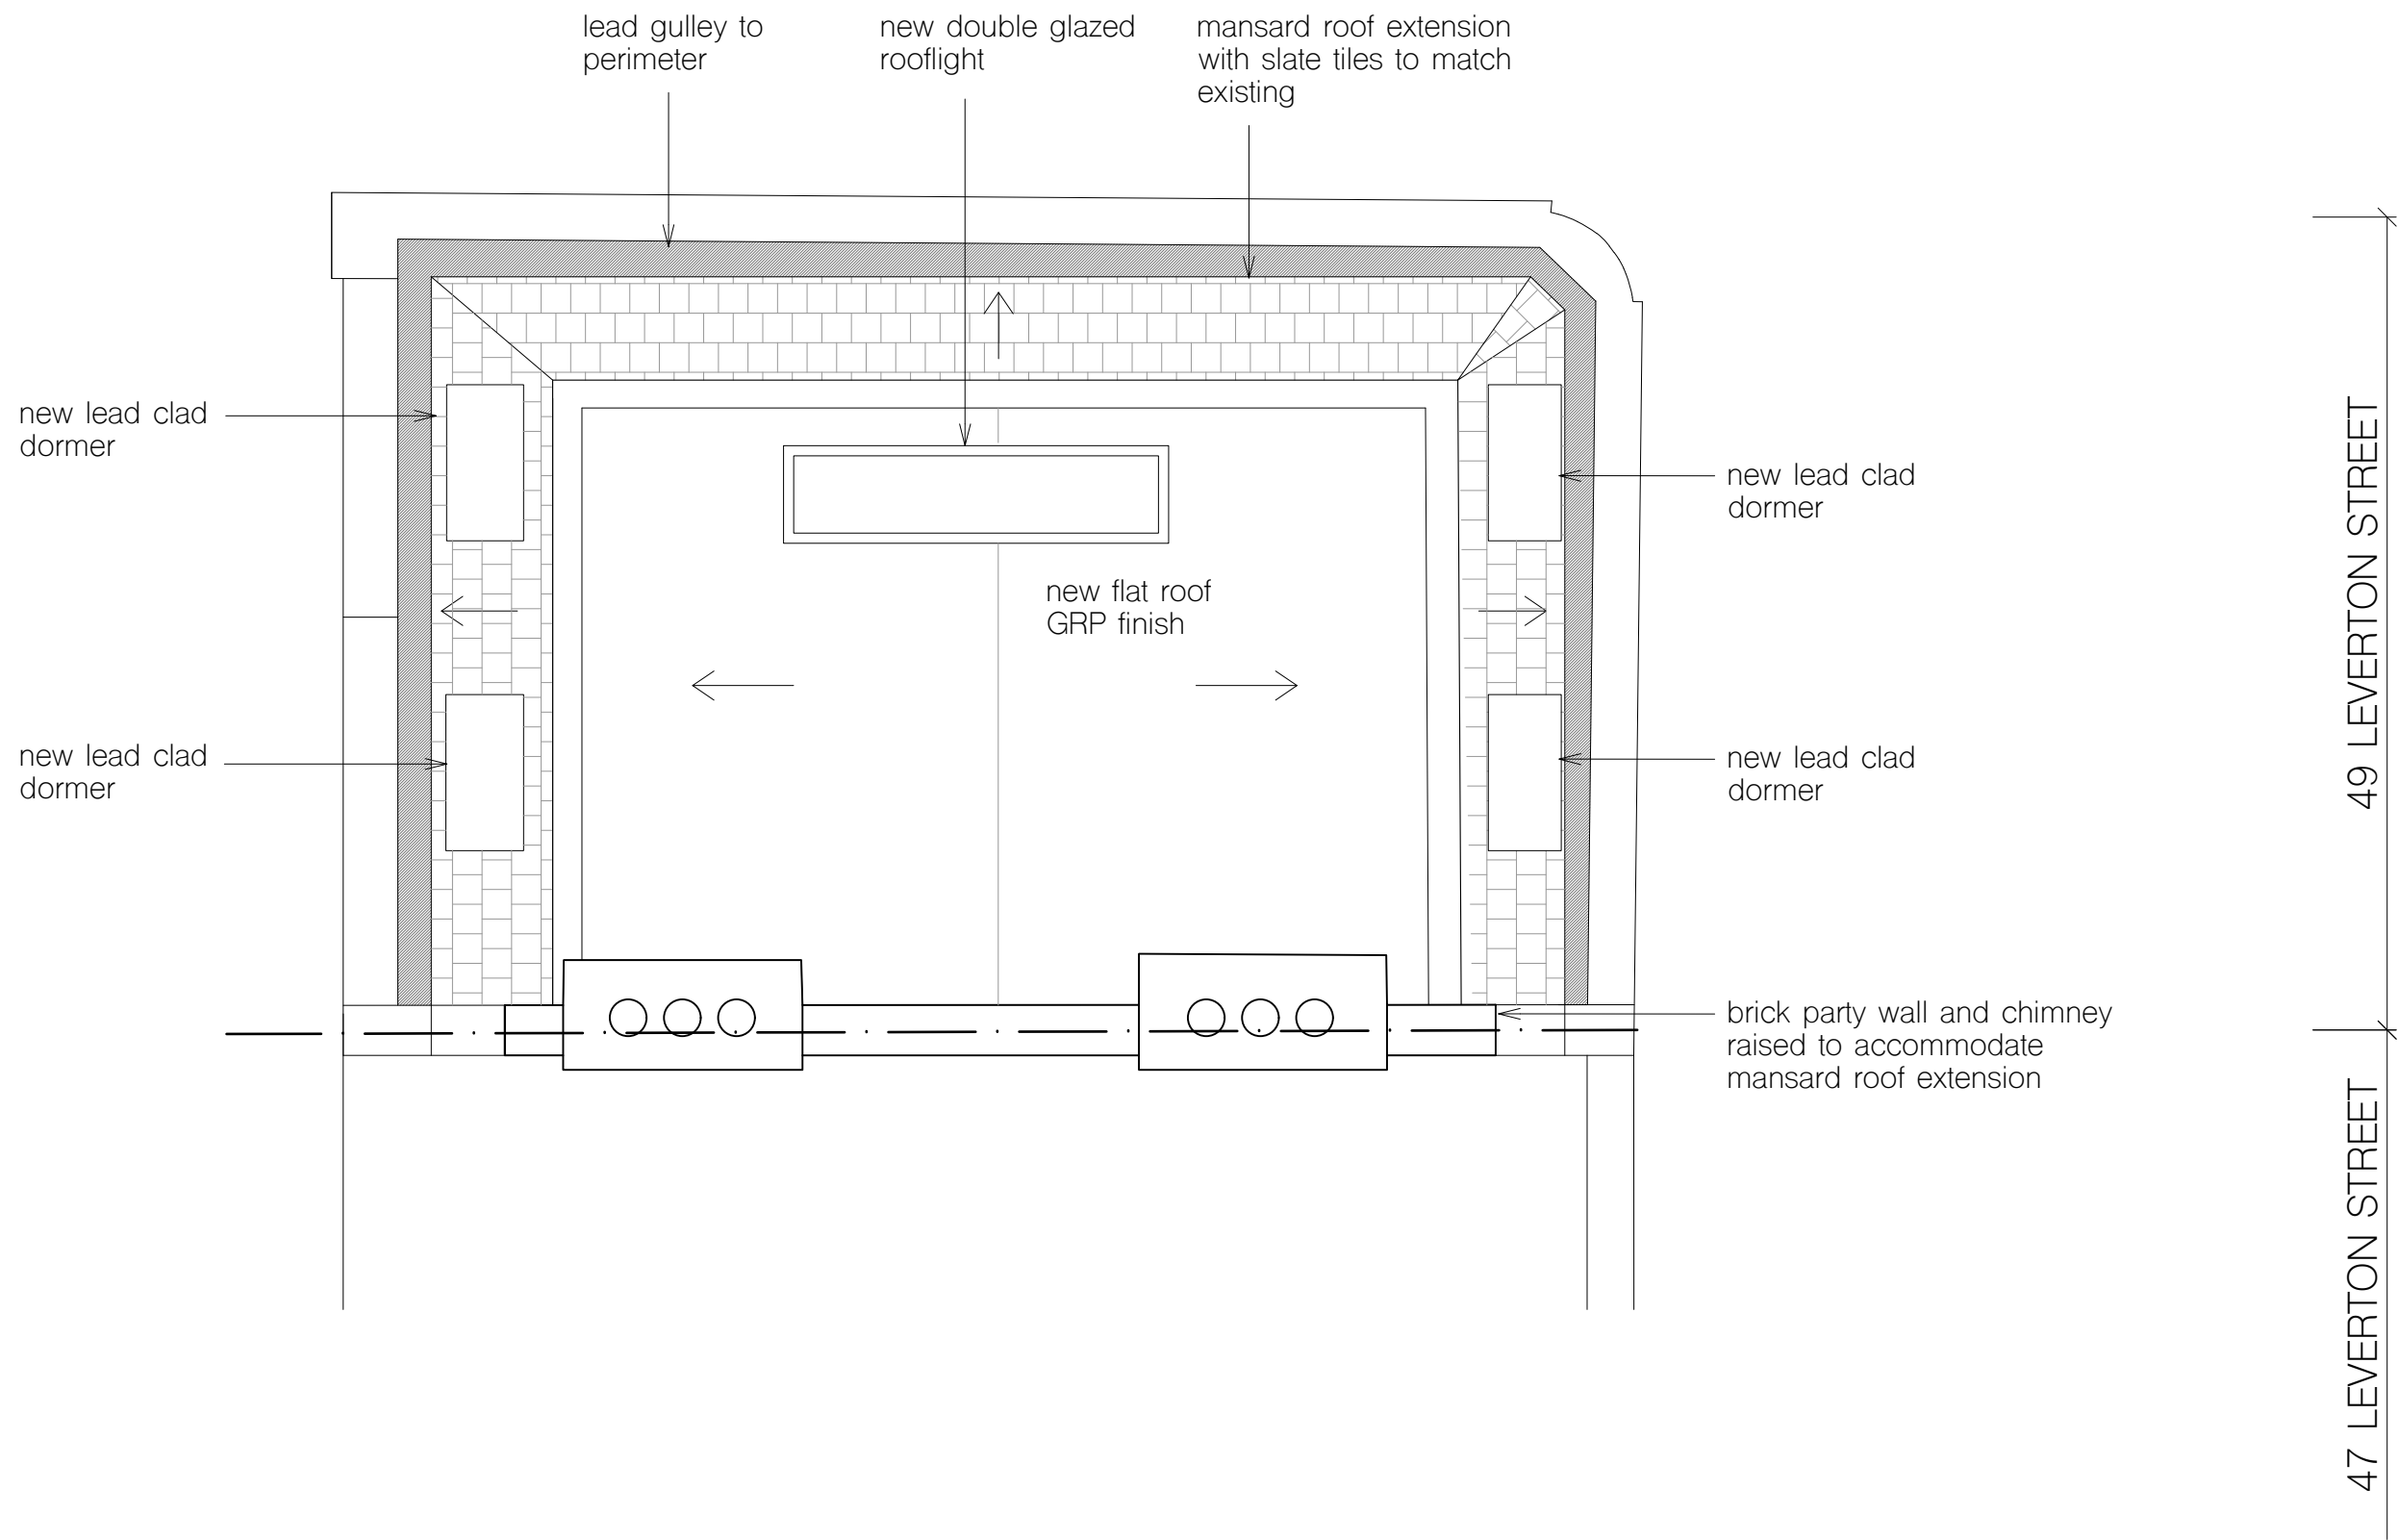 lead gulley to
perimeter
new double glazed
rooflight
mansard roof extension
with slate tiles to match
existing
new lead clad
dormer
new lead clad
dormer
new flat roof
GRP finish
new lead clad
dormer
new lead clad
dormer
brick party wall and chimney
raised to accommodate
mansard roof extension
49 LEVERTON STREET
47 LEVERTON STREET